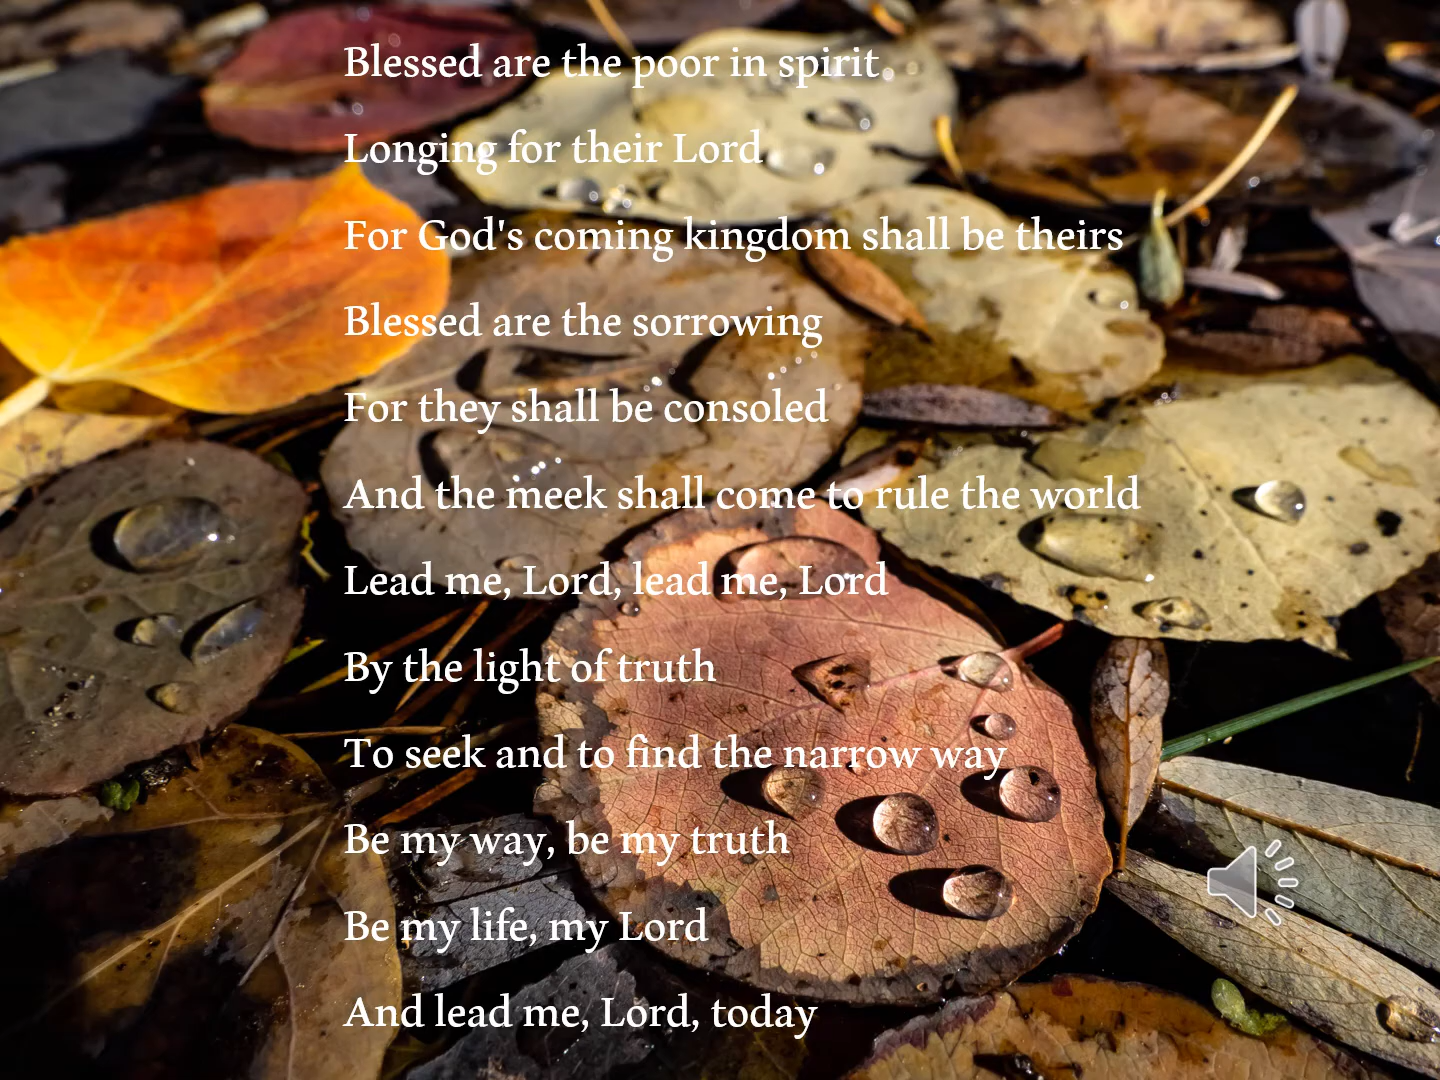 Blessed are the poor in spirit
Longing for their Lord
For God's coming kingdom shall be theirs
Blessed are the sorrowing
For they shall be consoled
And the meek shall come to rule the world
Lead me, Lord, lead me, Lord
By the light of truth
To seek and to find the narrow way
Be my way, be my truth
Be my life, my Lord
And lead me, Lord, today